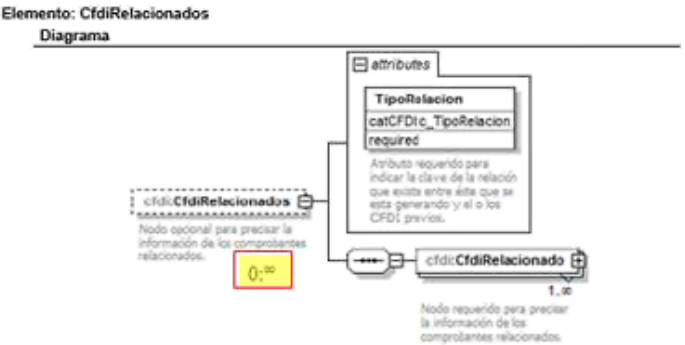 Elemento: CfdiRelacionados
Diagrama
attributes
TipoRelacion
catCFDI:c_TipoRelacion
required
Atributo requerido para
indicar la clave de la relación
que existe entre éste que se
esta generando y el o los
CFDI previos.
cfdi:CfdiRelacionados
Nodo opcional para precisar la
información de los comprobantes
relacionados.
0:∞
cfdi:CfdiRelacionado
1..∞
Nodo requerido para precisar
la información de los
comprobantes relacionados.